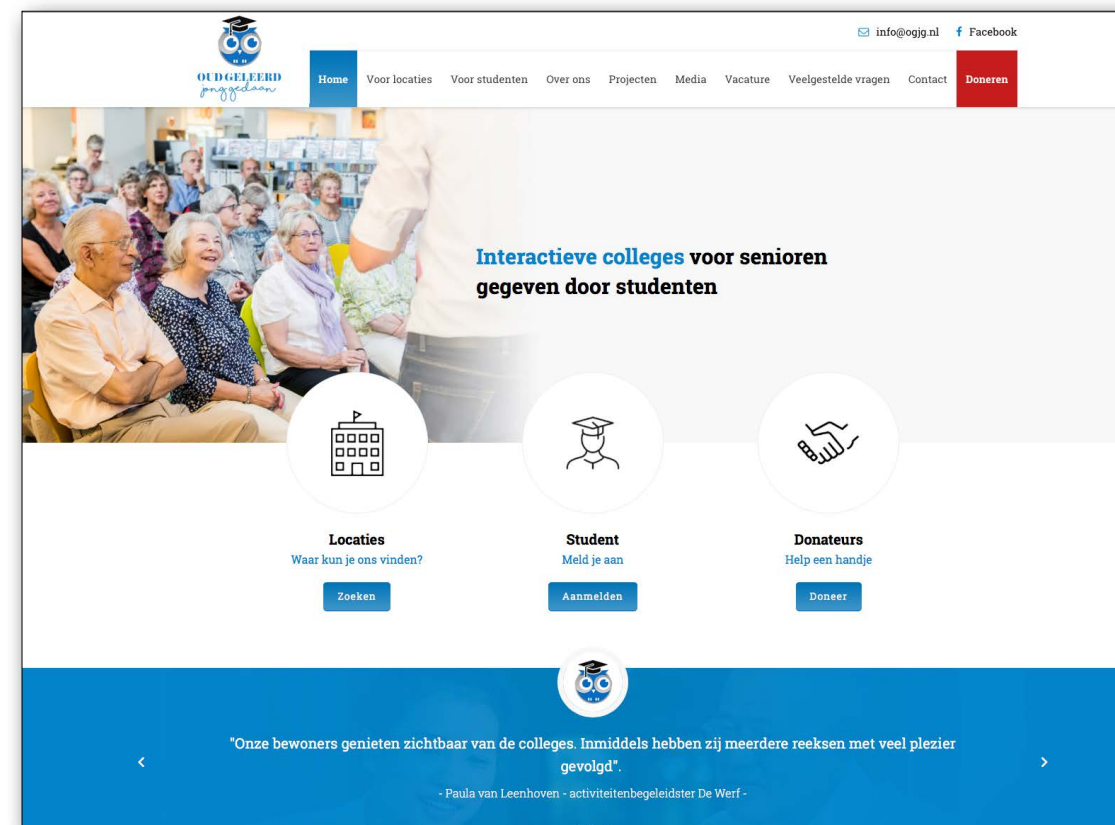 info@ogjg.nl Facebook
OUD GELEERD
jong gedaan
Home Voor locaties Voor studenten Over ons Projecten Media Vacature Veelgestelde vragen Contact Doneren
Interactieve colleges voor senioren
gegeven door studenten
Locaties
Waar kun je ons vinden?
Zoeken
Student
Meld je aan
Aanmelden
Donateurs
Help een handje
Doneer
"Onze bewoners genieten zichtbaar van de colleges. Inmiddels hebben zij meerdere reeksen met veel plezier
gevolgd".
- Paula van Leenhoven - activiteitenbegeleidster De Werf -